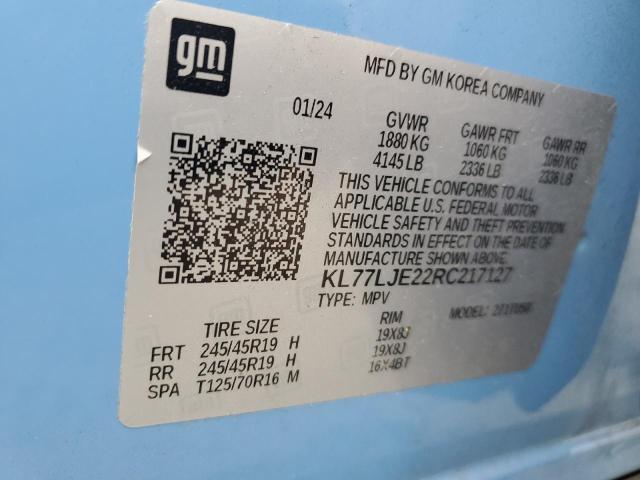 gm
MFD BY GM KOREA COMPANY
01/24
GVWR GAWR FRT GAWR RR
1880 KG 1060 KG 1060 KG
4145 LB 2336 LB 2336 LB
THIS VEHICLE CONFORMS TO ALL
APPLICABLE U.S. FEDERAL MOTOR
VEHICLE SAFETY AND THEFT PREVENTION
STANDARDS IN EFFECT ON THE DATE OF
MANUFACTURE SHOWN ABOVE.
KL77LJE22RC217127
TYPE: MPV MODEL:
TIRE SIZE RIM
FRT 245/45R19 H 19X8J
RR 245/45R19 H 19X8J
SPA T125/70R16 M 16X4BT